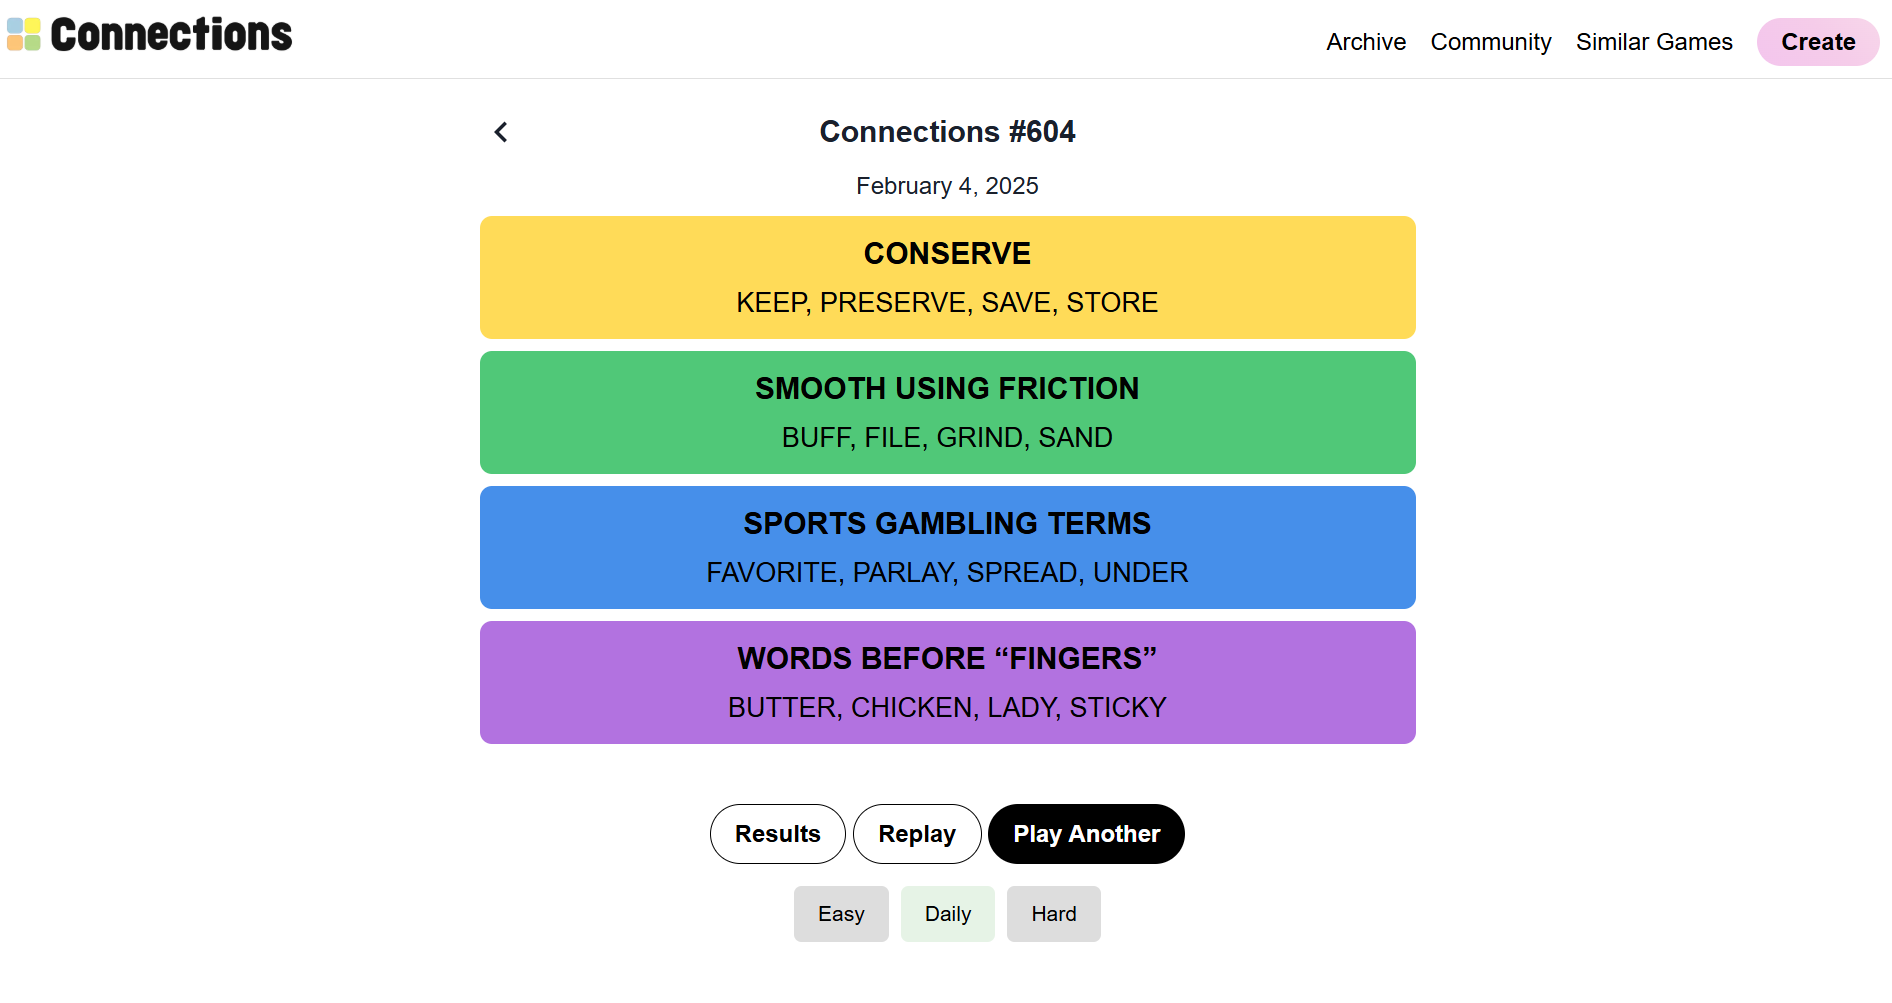 Connections
Archive Community Similar Games Create
Connections #604
February 4, 2025
CONSERVE
KEEP, PRESERVE, SAVE, STORE
SMOOTH USING FRICTION
BUFF, FILE, GRIND, SAND
SPORTS GAMBLING TERMS
FAVORITE, PARLAY, SPREAD, UNDER
WORDS BEFORE “FINGERS”
BUTTER, CHICKEN, LADY, STICKY
Results Replay Play Another
Easy Daily Hard